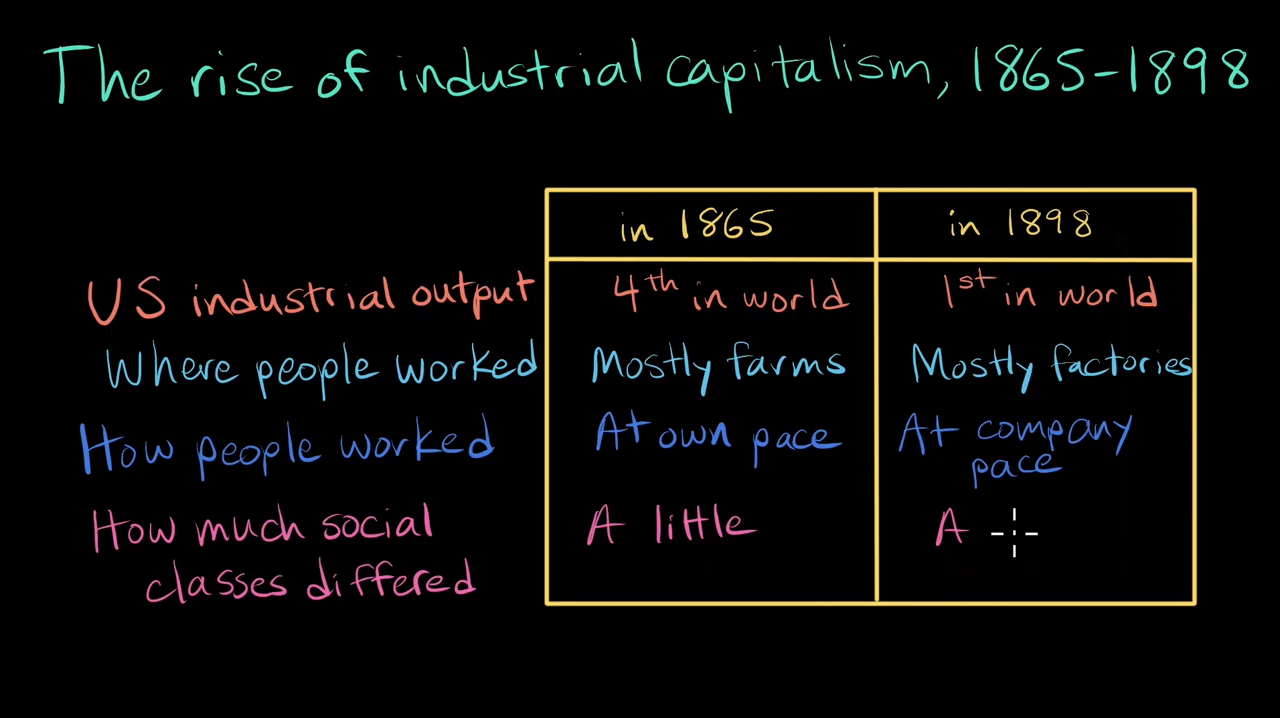 The rise of industrial capitalism, 1865-1898
in 1865 in 1898
US industrial output 4th in world 1st in world
Where people worked Mostly farms Mostly factories
How people worked At own pace At company
pace
How much social A little A
classes differed